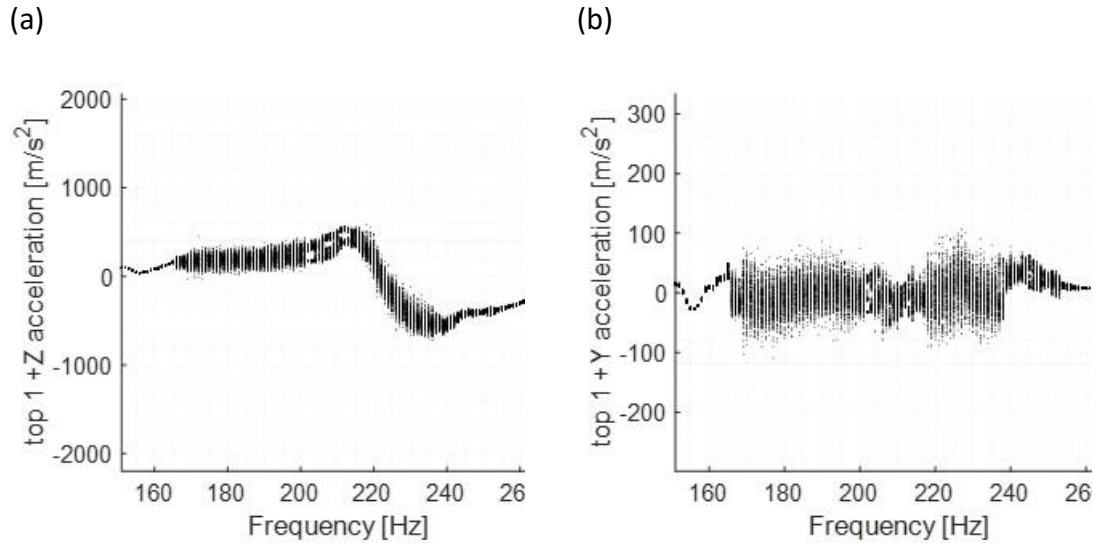 (a)
(b)
2000
1000
0
-1000
-2000
top 1 +Z acceleration [m/s²]
160 180 200 220 240 26
Frequency [Hz]
300
200
100
0
-100
-200
top 1 +Y acceleration [m/s²]
160 180 200 220 240 26
Frequency [Hz]